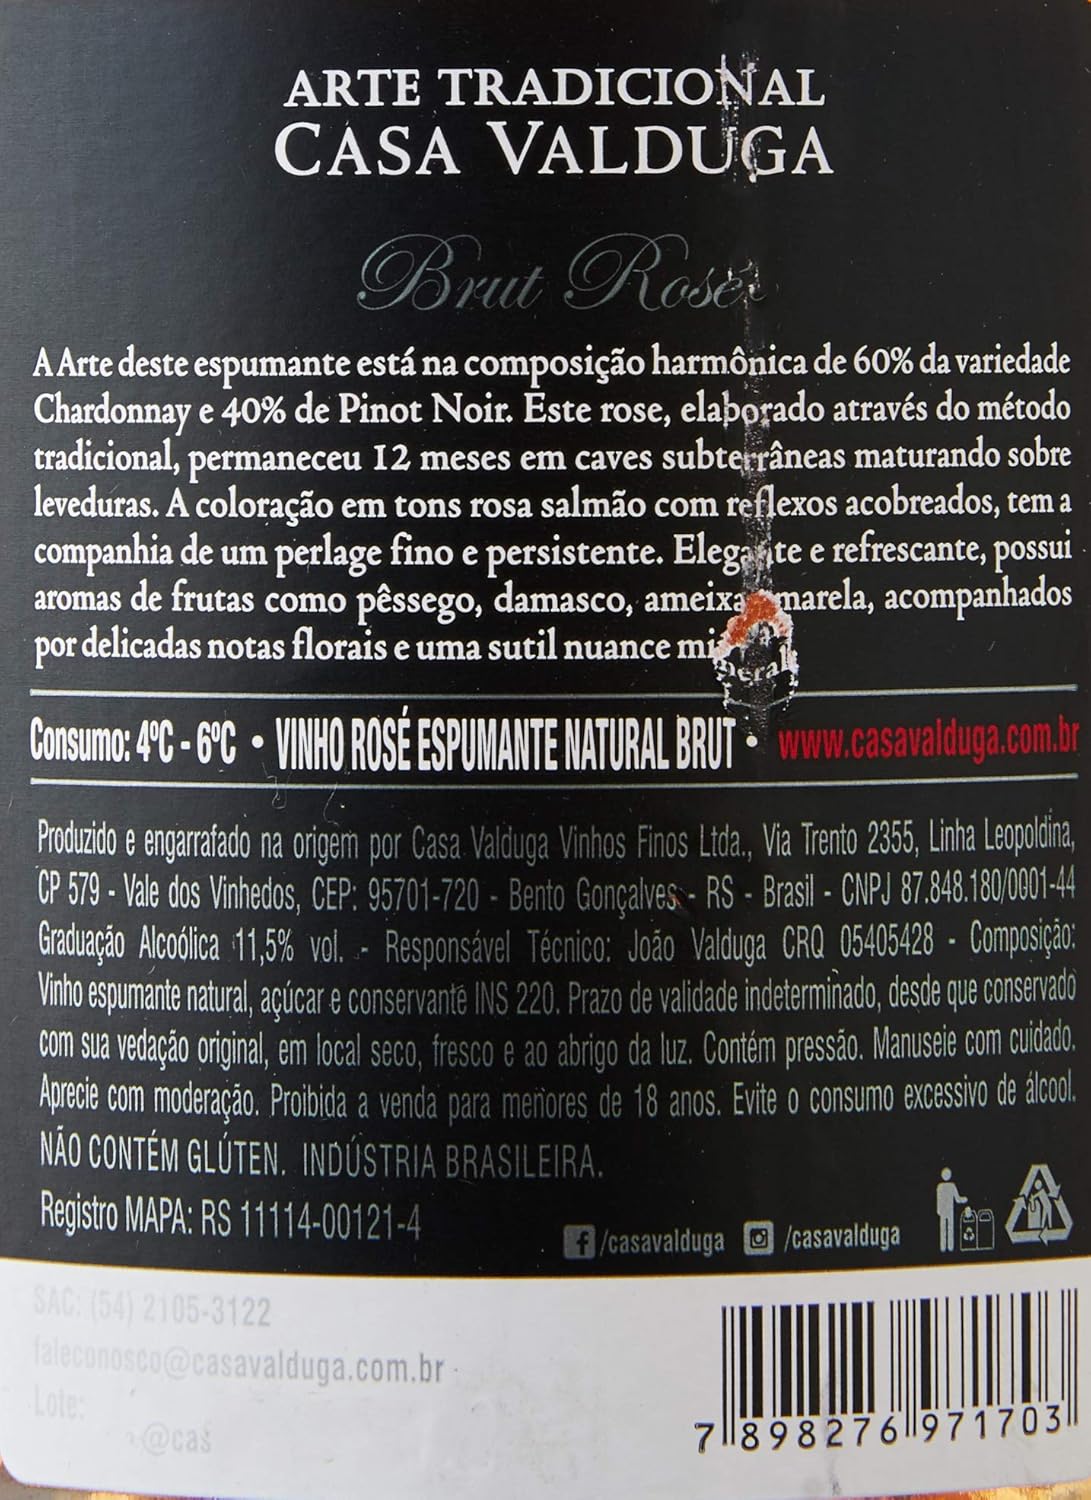 ARTE TRADICIONAL
CASA VALDUGA
Brut Rosé
A Arte deste espumante está na composição harmônica de 60% da variedade
Chardonnay e 40% de Pinot Noir. Este rose, elaborado através do método
tradicional, permaneceu 12 meses em caves subterrâneas maturando sobre
leveduras. A coloração em tons rosa salmão com reflexos acobreados, tem a
companhia de um perlage fino e persistente. Elegante e refrescante, possui
aromas de frutas como pêssego, damasco, ameixa amarela, acompanhados
por delicadas notas florais e uma sutil nuance mineral.
Consumo: 4ºC - 6ºC • VINHO ROSÉ ESPUMANTE NATURAL BRUT • www.casavalduga.com.br
Produzido e engarrafado na origem por Casa Valduga Vinhos Finos Ltda., Via Trento 2355, Linha Leopoldina,
CP 579 - Vale dos Vinhedos, CEP: 95701-720 - Bento Gonçalves - RS - Brasil - CNPJ 87.848.180/0001-44
Graduação Alcoólica 11,5% vol. - Responsável Técnico: João Valduga CRQ 05405428 - Composição:
Vinho espumante natural, açúcar e conservante INS 220. Prazo de validade indeterminado, desde que conservado
com sua vedação original, em local seco, fresco e ao abrigo da luz. Contém pressão. Manuseie com cuidado.
Aprecie com moderação. Proibida a venda para menores de 18 anos. Evite o consumo excessivo de álcool.
NÃO CONTÉM GLÚTEN. INDÚSTRIA BRASILEIRA.
Registro MAPA: RS 11114-00121-4
/casavalduga /casavalduga
SAC: (54) 2105-3122
faleconosco@casavalduga.com.br
Lote:
@cas
7 898276 971703